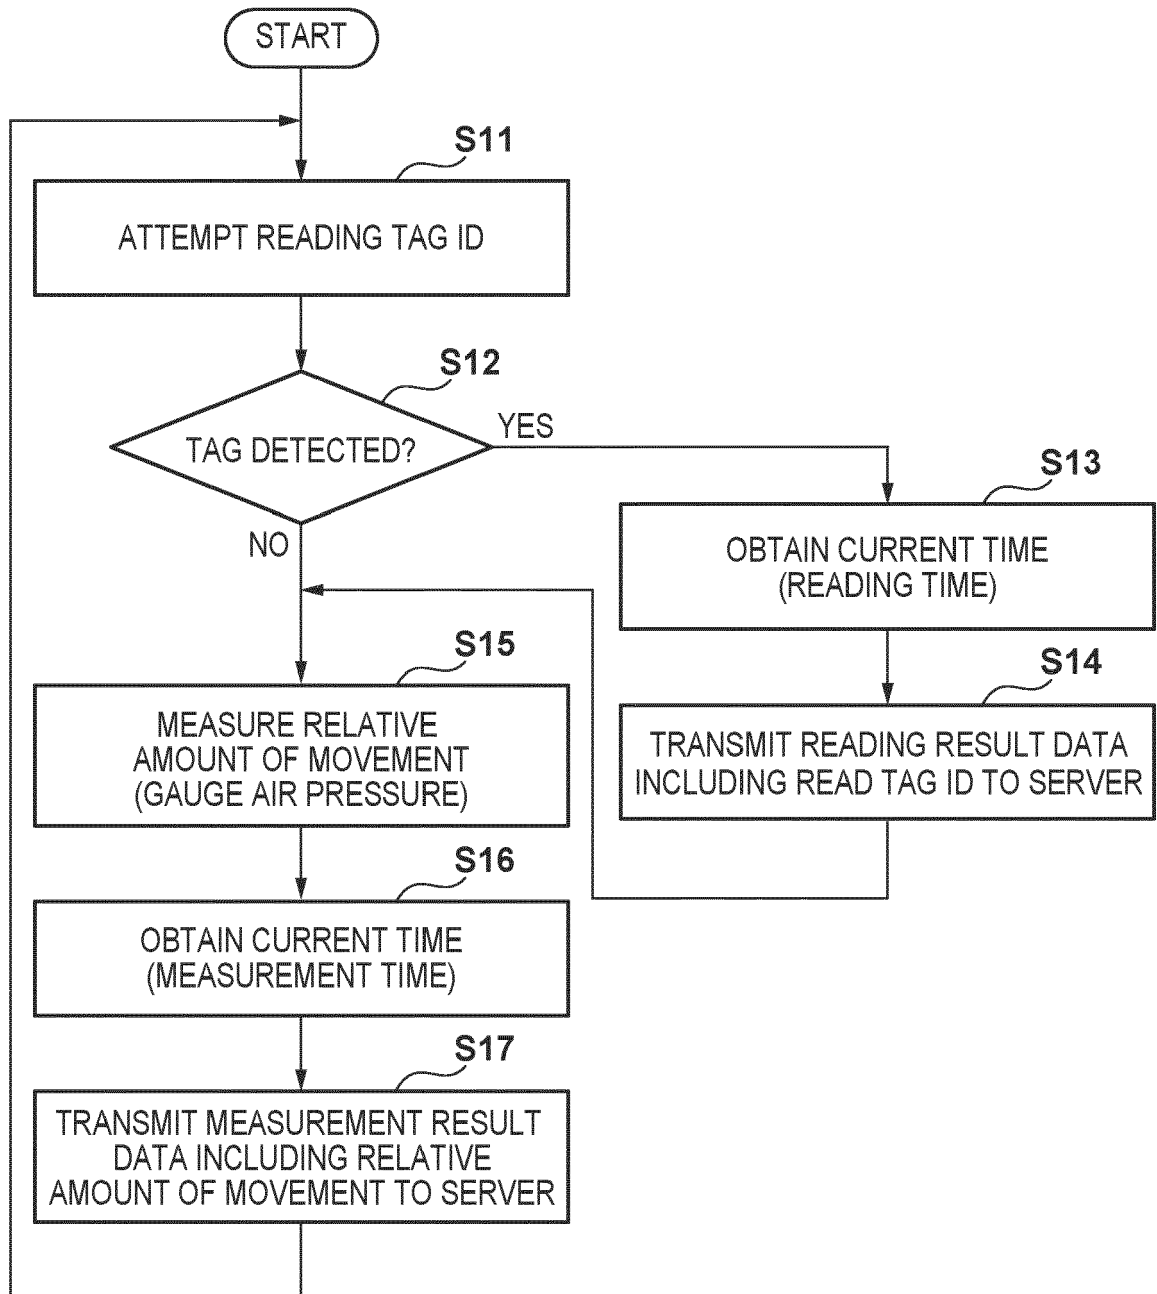 START
S11
ATTEMPT READING TAG ID
S12
TAG DETECTED?
YES
NO
S13
OBTAIN CURRENT TIME
(READING TIME)
S14
TRANSMIT READING RESULT DATA
INCLUDING READ TAG ID TO SERVER
S15
MEASURE RELATIVE
AMOUNT OF MOVEMENT
(GAUGE AIR PRESSURE)
S16
OBTAIN CURRENT TIME
(MEASUREMENT TIME)
S17
TRANSMIT MEASUREMENT RESULT
DATA INCLUDING RELATIVE
AMOUNT OF MOVEMENT TO SERVER